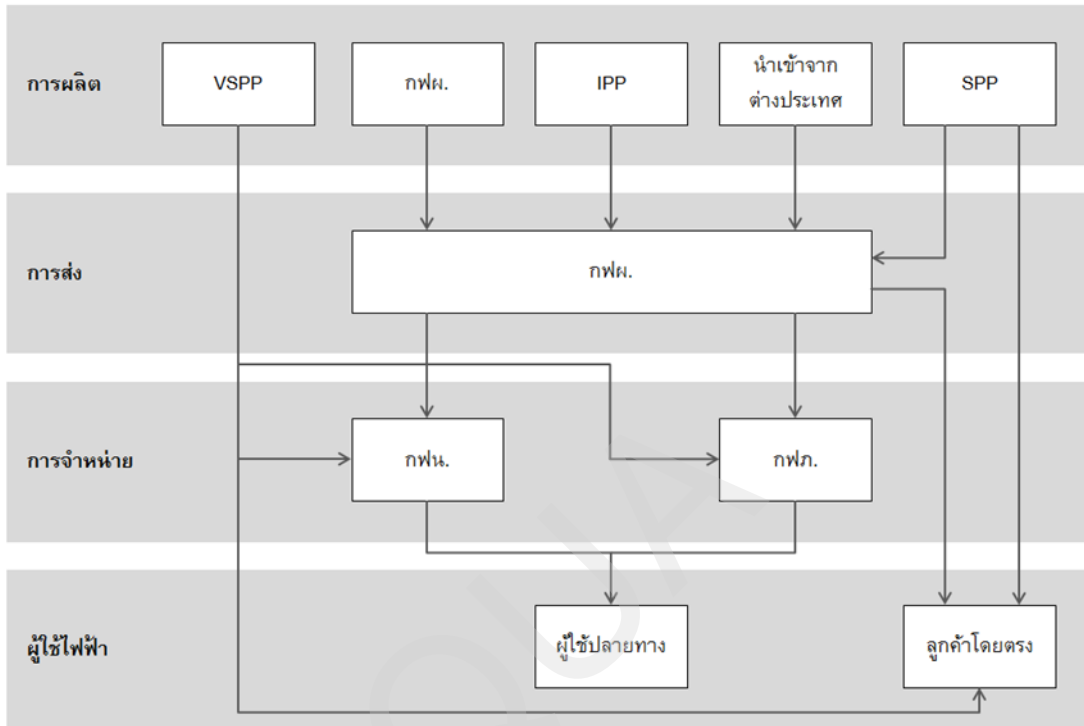 การผลิต
VSPP
กฟผ.
IPP
นำเข้าจาก
ต่างประเทศ
SPP
การส่ง
กฟผ.
การจำหน่าย
กฟน.
กฟภ.
ผู้ใช้ไฟฟ้า
ผู้ใช้ปลายทาง
ลูกค้าโดยตรง